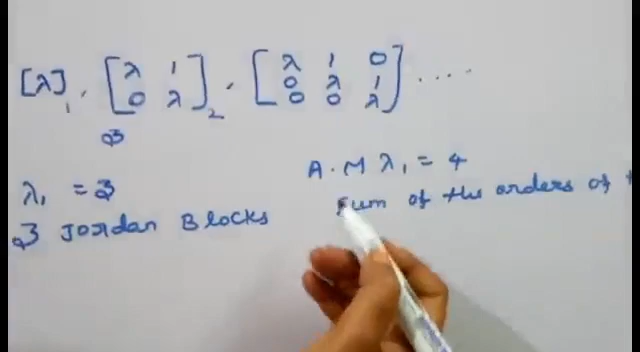 [λ]₁, [λ 1
0 λ]₂, [λ 1 0
0 λ 1
0 0 λ] ....
3
A.M λ₁ = 4
λ₁ = 3
Sum of the orders of
3 Jordan Blocks